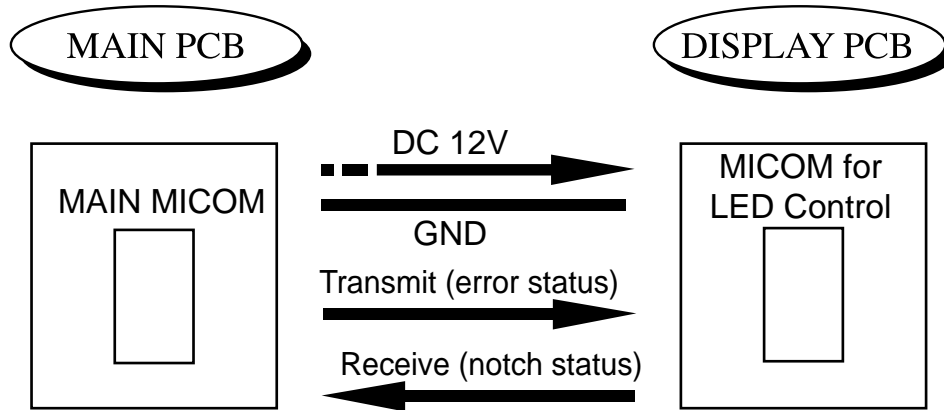 MAIN PCB
DISPLAY PCB
MAIN MICOM
DC 12V
GND
Transmit (error status)
Receive (notch status)
MICOM for
LED Control